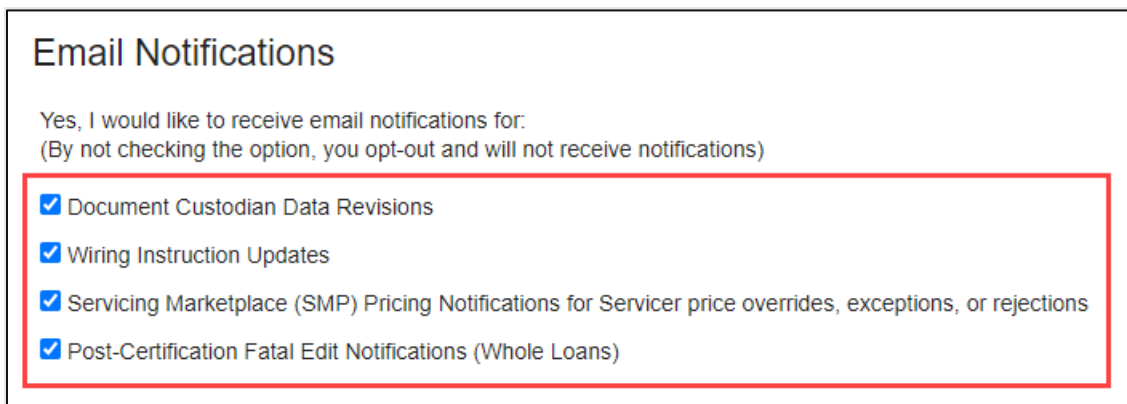 Email Notifications
Yes, I would like to receive email notifications for:
(By not checking the option, you opt-out and will not receive notifications)
Document Custodian Data Revisions
Wiring Instruction Updates
Servicing Marketplace (SMP) Pricing Notifications for Servicer price overrides, exceptions, or rejections
Post-Certification Fatal Edit Notifications (Whole Loans)